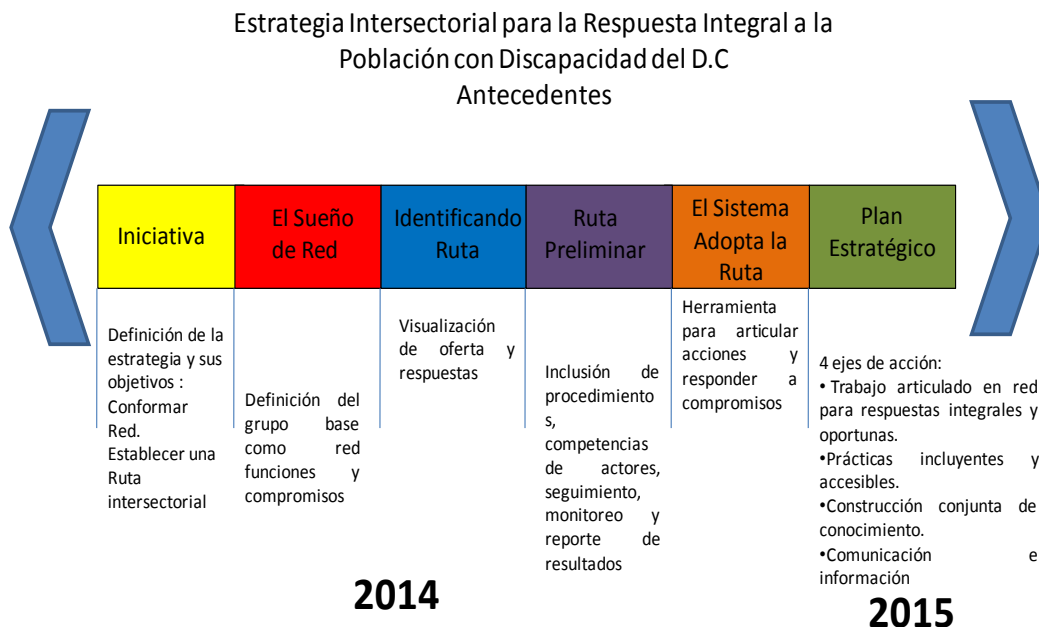 Estrategia Intersectorial para la Respuesta Integral a la
Población con Discapacidad del D.C
Antecedentes
Iniciativa
El Sueño
de Red
Identificando
Ruta
Ruta
Preliminar
El Sistema
Adopta la
Ruta
Plan
Estratégico
Definición de la
estrategia y sus
objetivos :
Conformar
Red.
Establecer una
Ruta
intersectorial
Definición del
grupo base
como red
funciones y
compromisos
Visualización
de oferta y
respuestas
Inclusión de
procedimiento
s,
competencias
de actores,
seguimiento,
monitoreo y
reporte de
resultados
Herramienta
para articular
acciones y
responder a
compromisos
4 ejes de acción:
• Trabajo articulado en red
para respuestas integrales y
oportunas.
•Prácticas incluyentes y
accesibles.
•Construcción conjunta de
conocimiento.
•Comunicación e
información
2014
2015